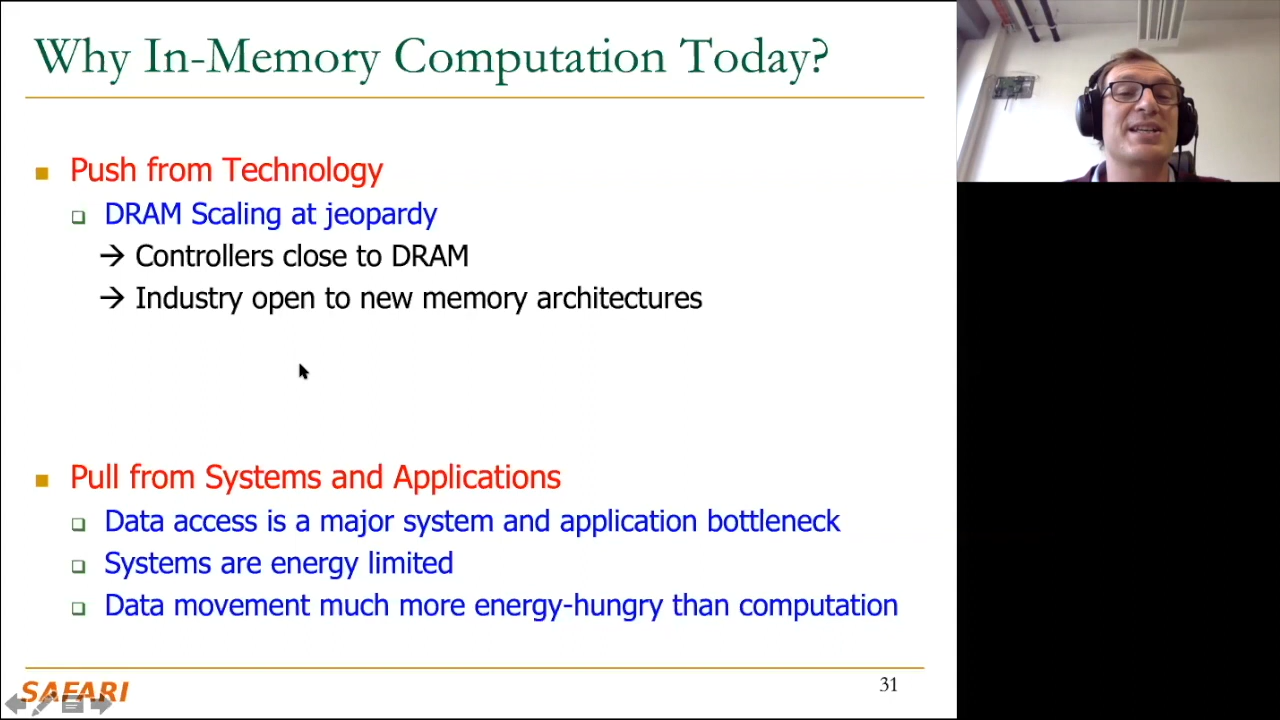 Why In-Memory Computation Today?
Push from Technology
DRAM Scaling at jeopardy
→ Controllers close to DRAM
→ Industry open to new memory architectures
Pull from Systems and Applications
Data access is a major system and application bottleneck
Systems are energy limited
Data movement much more energy-hungry than computation
SAFARI
31